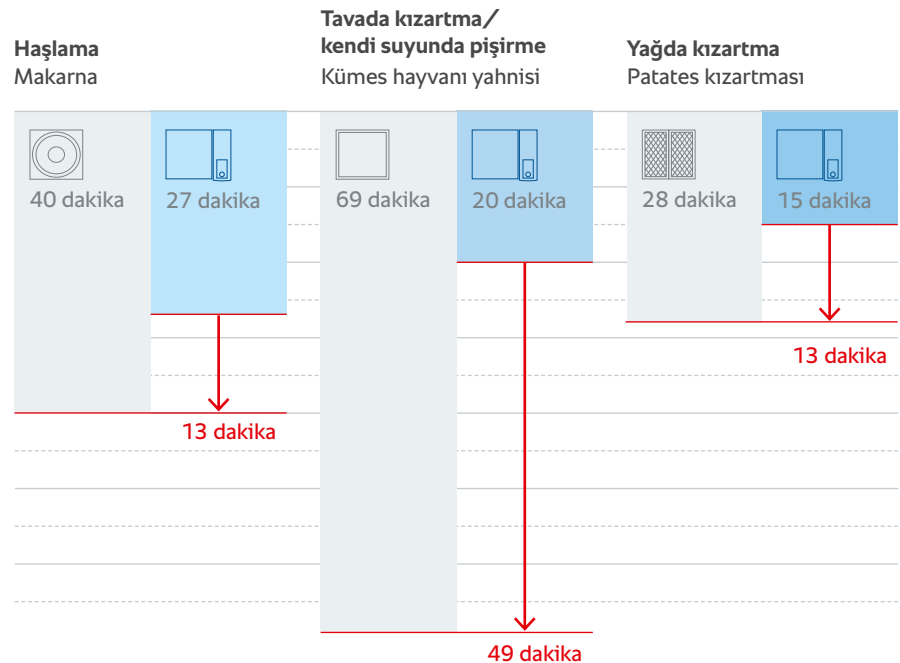 Haşlama
Makarna
Tavada kızartma/
kendi suyunda pişirme
Kümes hayvanı yahnisi
Yağda kızartma
Patates kızartması
40 dakika
27 dakika
69 dakika
20 dakika
28 dakika
15 dakika
13 dakika
13 dakika
49 dakika